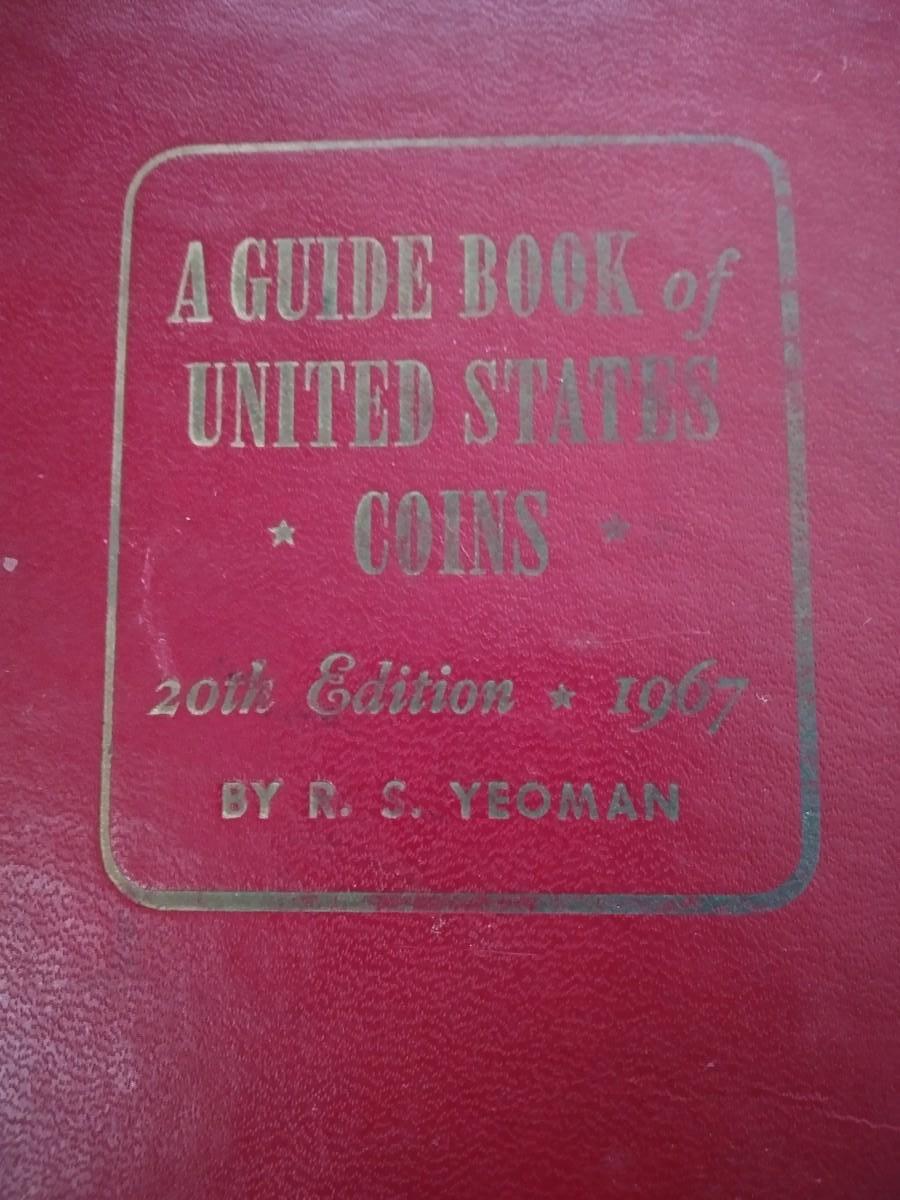 A GUIDE BOOK of
UNITED STATES
★ COINS ★
20th Edition ★ 1967
BY R. S. YEOMAN